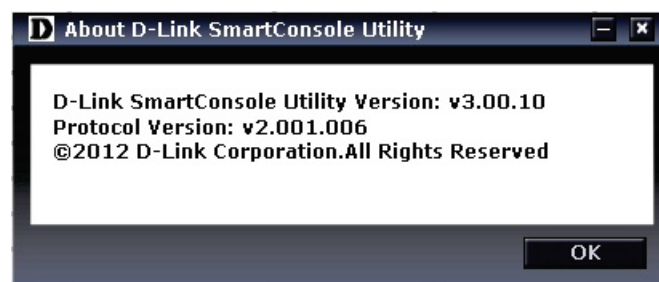 D About D-Link SmartConsole Utility
D-Link SmartConsole Utility Version: v3.00.10
Protocol Version: v2.001.006
©2012 D-Link Corporation.All Rights Reserved
OK